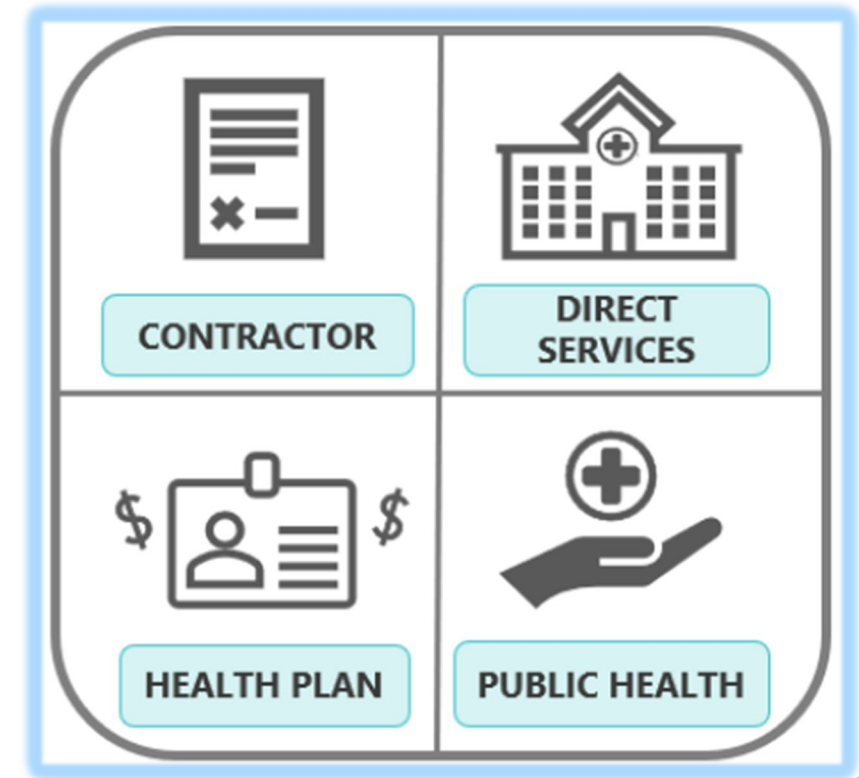 CONTRACTOR
DIRECT
SERVICES
$ $
HEALTH PLAN
PUBLIC HEALTH